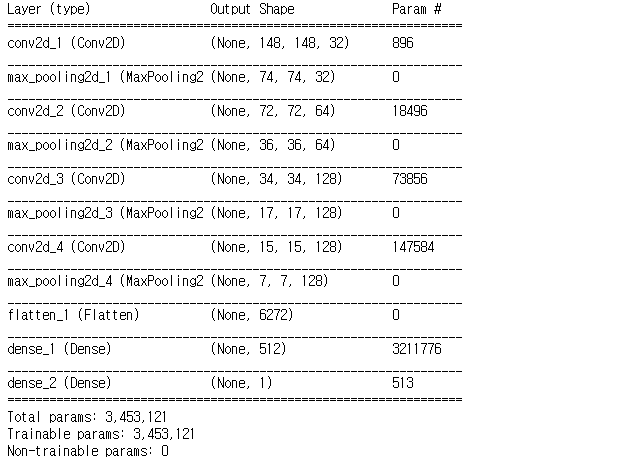 Layer (type) Output Shape Param #
=================================================================
conv2d_1 (Conv2D) (None, 148, 148, 32) 896
_________________________________________________________________
max_pooling2d_1 (MaxPooling2 (None, 74, 74, 32) 0
_________________________________________________________________
conv2d_2 (Conv2D) (None, 72, 72, 64) 18496
_________________________________________________________________
max_pooling2d_2 (MaxPooling2 (None, 36, 36, 64) 0
_________________________________________________________________
conv2d_3 (Conv2D) (None, 34, 34, 128) 73856
_________________________________________________________________
max_pooling2d_3 (MaxPooling2 (None, 17, 17, 128) 0
_________________________________________________________________
conv2d_4 (Conv2D) (None, 15, 15, 128) 147584
_________________________________________________________________
max_pooling2d_4 (MaxPooling2 (None, 7, 7, 128) 0
_________________________________________________________________
flatten_1 (Flatten) (None, 6272) 0
_________________________________________________________________
dense_1 (Dense) (None, 512) 3211776
_________________________________________________________________
dense_2 (Dense) (None, 1) 513
=================================================================
Total params: 3,453,121
Trainable params: 3,453,121
Non-trainable params: 0